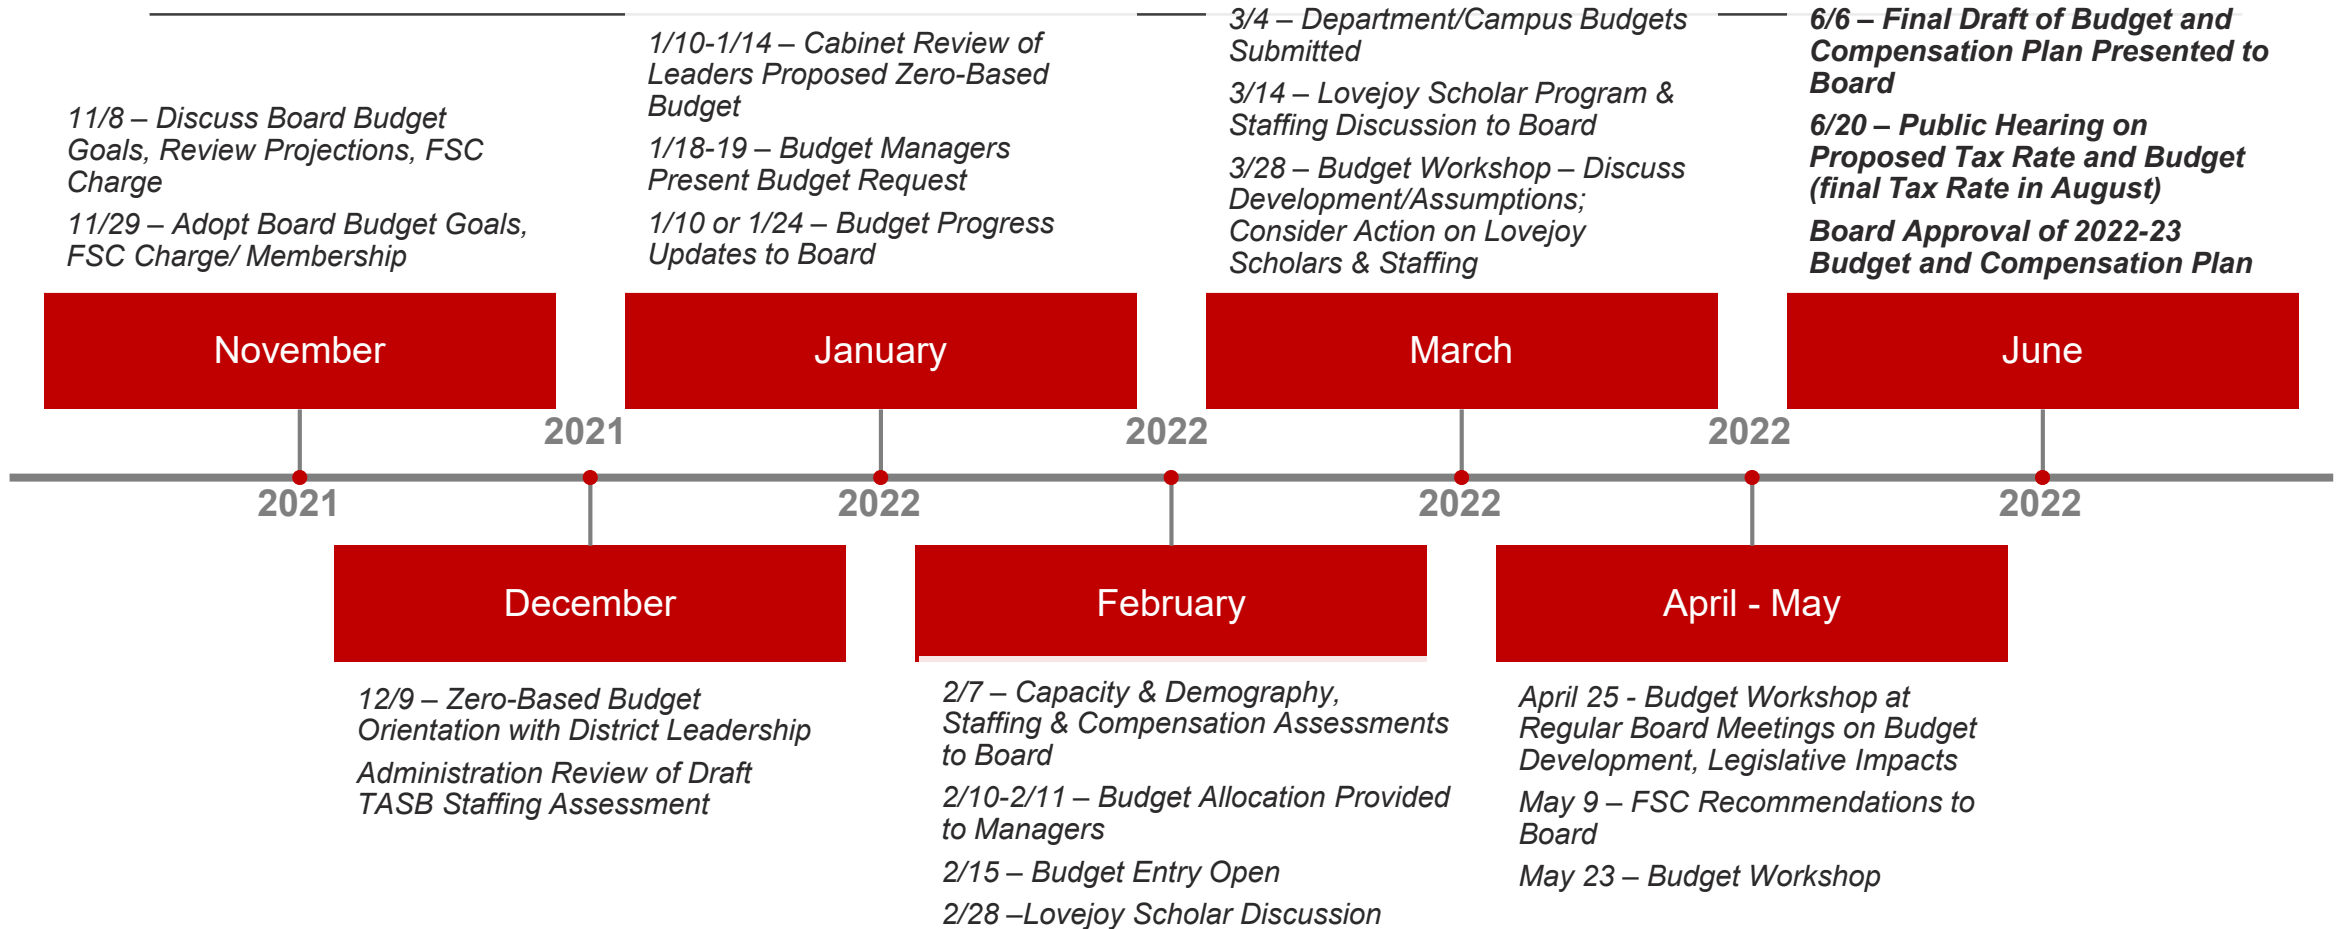 11/8 – Discuss Board Budget
Goals, Review Projections, FSC
Charge
11/29 – Adopt Board Budget Goals,
FSC Charge/ Membership
November
2021
12/9 – Zero-Based Budget
Orientation with District Leadership
Administration Review of Draft
TASB Staffing Assessment
December
2021
1/10-1/14 – Cabinet Review of
Leaders Proposed Zero-Based
Budget
1/18-19 – Budget Managers
Present Budget Request
1/10 or 1/24 – Budget Progress
Updates to Board
January
2022
2/7 – Capacity & Demography,
Staffing & Compensation Assessments
to Board
2/10-2/11 – Budget Allocation Provided
to Managers
2/15 – Budget Entry Open
2/28 –Lovejoy Scholar Discussion
February
2022
3/4 – Department/Campus Budgets
Submitted
3/14 – Lovejoy Scholar Program &
Staffing Discussion to Board
3/28 – Budget Workshop – Discuss
Development/Assumptions;
Consider Action on Lovejoy
Scholars & Staffing
March
2022
April 25 - Budget Workshop at
Regular Board Meetings on Budget
Development, Legislative Impacts
May 9 – FSC Recommendations to
Board
May 23 – Budget Workshop
April - May
2022
6/6 – Final Draft of Budget and
Compensation Plan Presented to
Board
6/20 – Public Hearing on
Proposed Tax Rate and Budget
(final Tax Rate in August)
Board Approval of 2022-23
Budget and Compensation Plan
June
2022